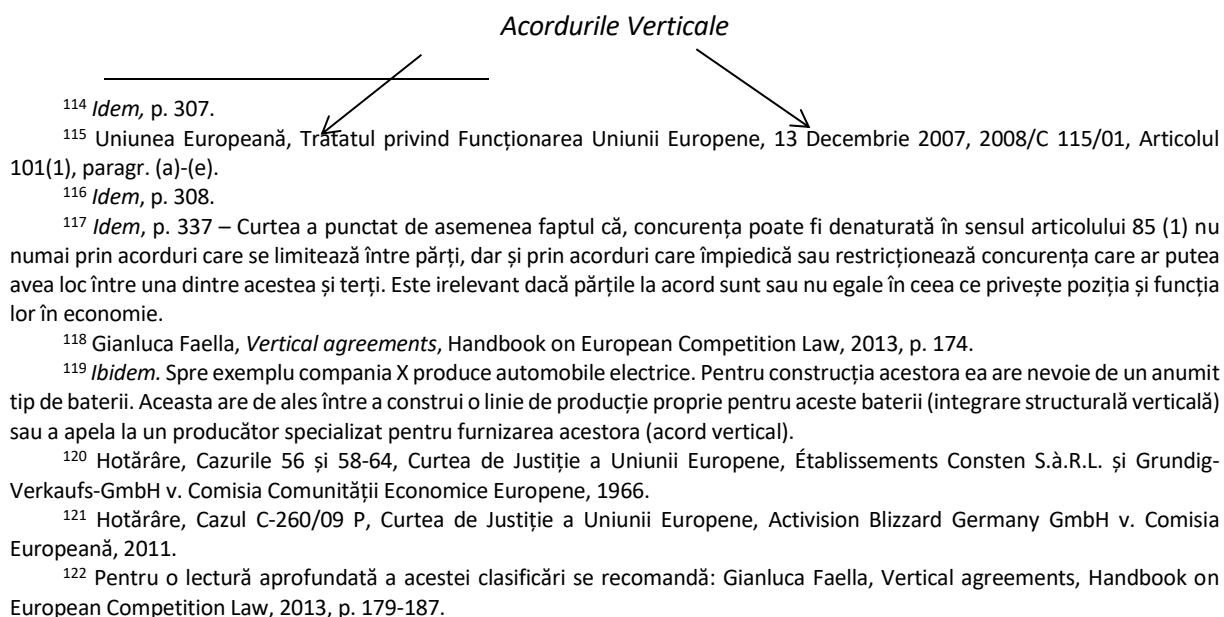 Acordurile Verticale
114 Idem, p. 307.
115 Uniunea Europeană, Tratatul privind Funcționarea Uniunii Europene, 13 Decembrie 2007, 2008/C 115/01, Articolul
101(1), paragr. (a)-(e).
116 Idem, p. 308.
117 Idem, p. 337 – Curtea a punctat de asemenea faptul că, concurența poate fi denaturată în sensul articolului 85 (1) nu
numai prin acorduri care se limitează între părți, dar și prin acorduri care împiedică sau restricționează concurența care ar putea
avea loc între una dintre acestea și terți. Este irelevant dacă părțile la acord sunt sau nu egale în ceea ce privește poziția și funcția
lor în economie.
118 Gianluca Faella, Vertical agreements, Handbook on European Competition Law, 2013, p. 174.
119 Ibidem. Spre exemplu compania X produce automobile electrice. Pentru construcția acestora ea are nevoie de un anumit
tip de baterii. Aceasta are de ales între a construi o linie de producție proprie pentru aceste baterii (integrare structurală verticală)
sau a apela la un producător specializat pentru furnizarea acestora (acord vertical).
120 Hotărâre, Cazurile 56 și 58-64, Curtea de Justiție a Uniunii Europene, Établissements Consten S.à.R.L. și Grundig-
Verkaufs-GmbH v. Comisia Comunității Economice Europene, 1966.
121 Hotărâre, Cazul C-260/09 P, Curtea de Justiție a Uniunii Europene, Activision Blizzard Germany GmbH v. Comisia
Europeană, 2011.
122 Pentru o lectură aprofundată a acestei clasificări se recomandă: Gianluca Faella, Vertical agreements, Handbook on
European Competition Law, 2013, p. 179-187.